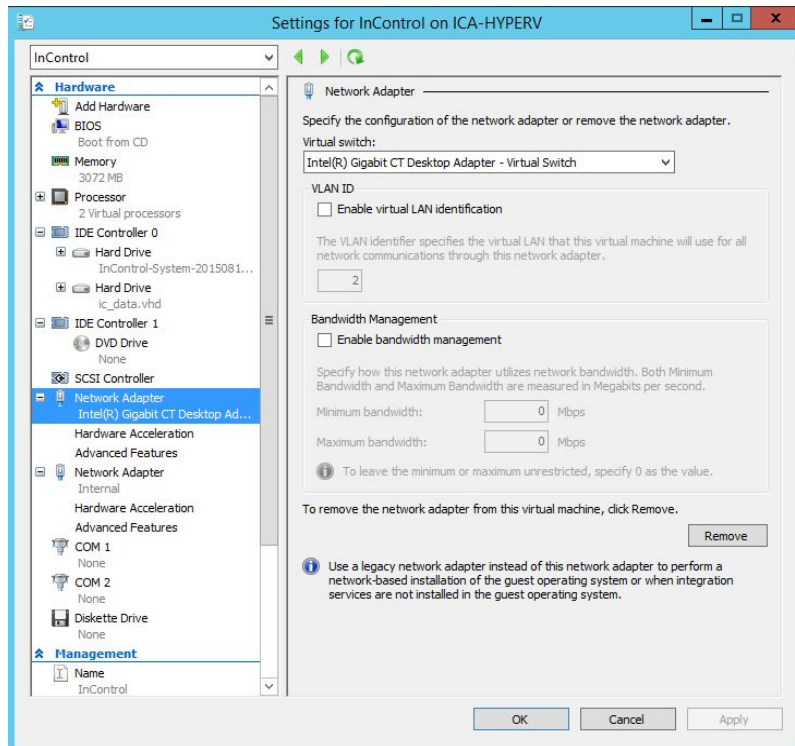 Settings for InControl on ICA-HYPERV
InControl
Hardware
Add Hardware
BIOS
Boot from CD
Memory
3072 MB
Processor
2 Virtual processors
IDE Controller 0
Hard Drive
InControl-System-2015081...
Hard Drive
ic_data.vhd
IDE Controller 1
DVD Drive
None
SCSI Controller
Network Adapter
Intel(R) Gigabit CT Desktop Ad...
Hardware Acceleration
Advanced Features
Network Adapter
Internal
Hardware Acceleration
Advanced Features
COM 1
None
COM 2
None
Diskette Drive
None
Management
Name
InControl
Network Adapter
Specify the configuration of the network adapter or remove the network adapter.
Virtual switch:
Intel(R) Gigabit CT Desktop Adapter - Virtual Switch
VLAN ID
Enable virtual LAN identification
The VLAN identifier specifies the virtual LAN that this virtual machine will use for all
network communications through this network adapter.
2
Bandwidth Management
Enable bandwidth management
Specify how this network adapter utilizes network bandwidth. Both Minimum
Bandwidth and Maximum Bandwidth are measured in Megabits per second.
Minimum bandwidth: 0 Mbps
Maximum bandwidth: 0 Mbps
To leave the minimum or maximum unrestricted, specify 0 as the value.
To remove the network adapter from this virtual machine, click Remove.
Remove
Use a legacy network adapter instead of this network adapter to perform a
network-based installation of the guest operating system or when integration
services are not installed in the guest operating system.
OK Cancel Apply